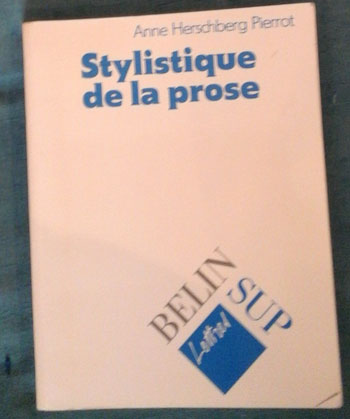 Anne Herschberg Pierrot
Stylistique
de la prose
BELIN
SUP
Lettres